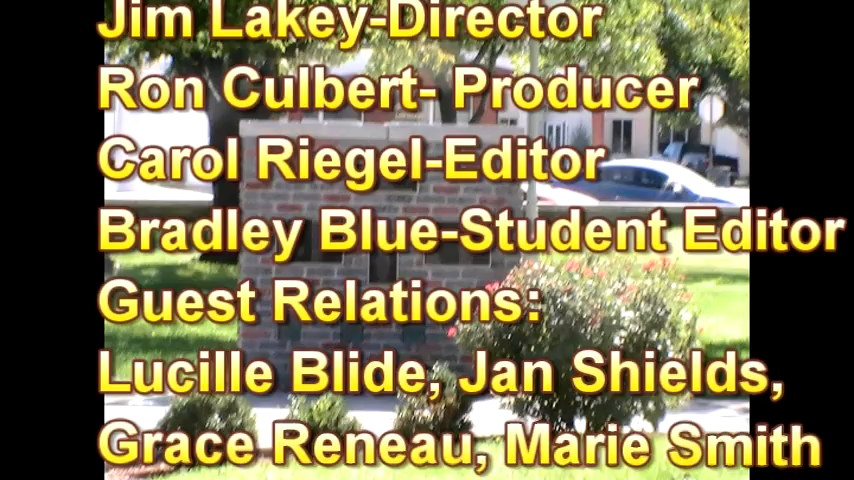 Jim Lakey-Director
Ron Culbert- Producer
Carol Riegel-Editor
Bradley Blue-Student Editor
Guest Relations:
Lucille Blide, Jan Shields,
Grace Reneau, Marie Smith